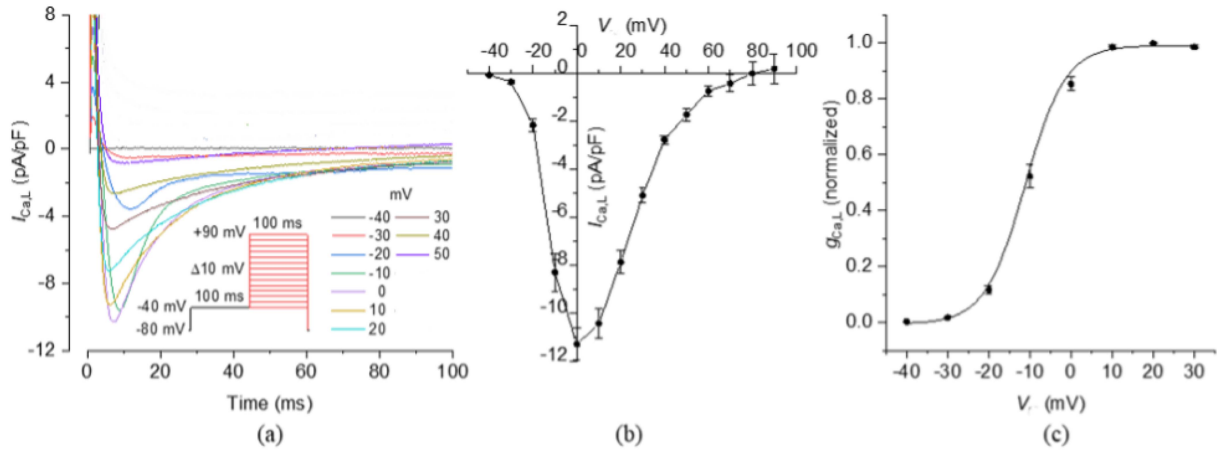 8
4
0
-4
-8
-12
I Ca,L (pA/pF)
0 20 40 60 80 100
Time (ms)
mV
-40 30
-30 40
-20 50
-10
0
10
20
100 ms
+90 mV
Δ10 mV
100 ms
-40 mV
-80 mV
(a)
V (mV)
-40 -20 0 20 40 60 80 100
2
0
-2
-4
-6
-8
-10
-12
I Ca,L (pA/pF)
(b)
1.0
0.8
0.6
0.4
0.2
0.0
g Ca,L (normalized)
-40 -30 -20 -10 0 10 20 30
V (mV)
(c)